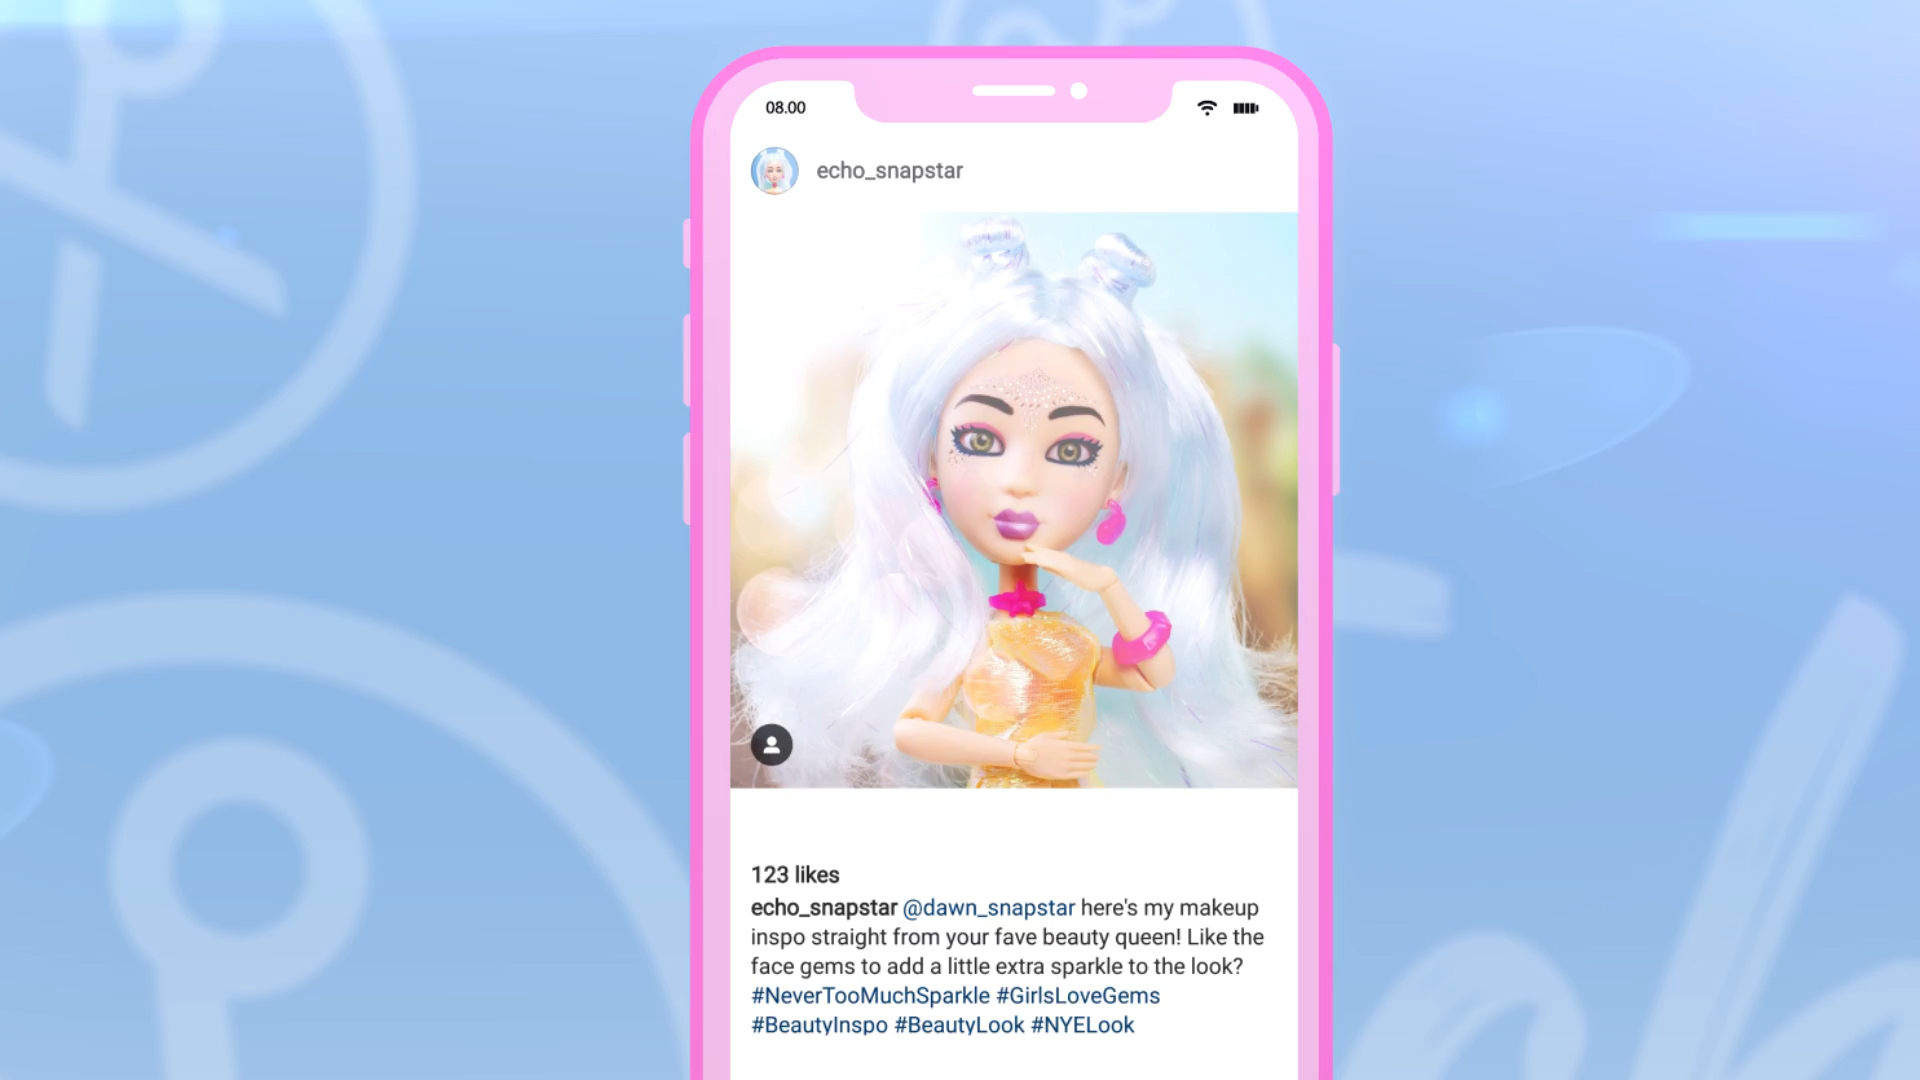 08.00
echo_snapstar
123 likes
echo_snapstar @dawn_snapstar here's my makeup
inspo straight from your fave beauty queen! Like the
face gems to add a little extra sparkle to the look?
#NeverTooMuchSparkle #GirlsLoveGems
#BeautyInspo #BeautyLook #NYELook